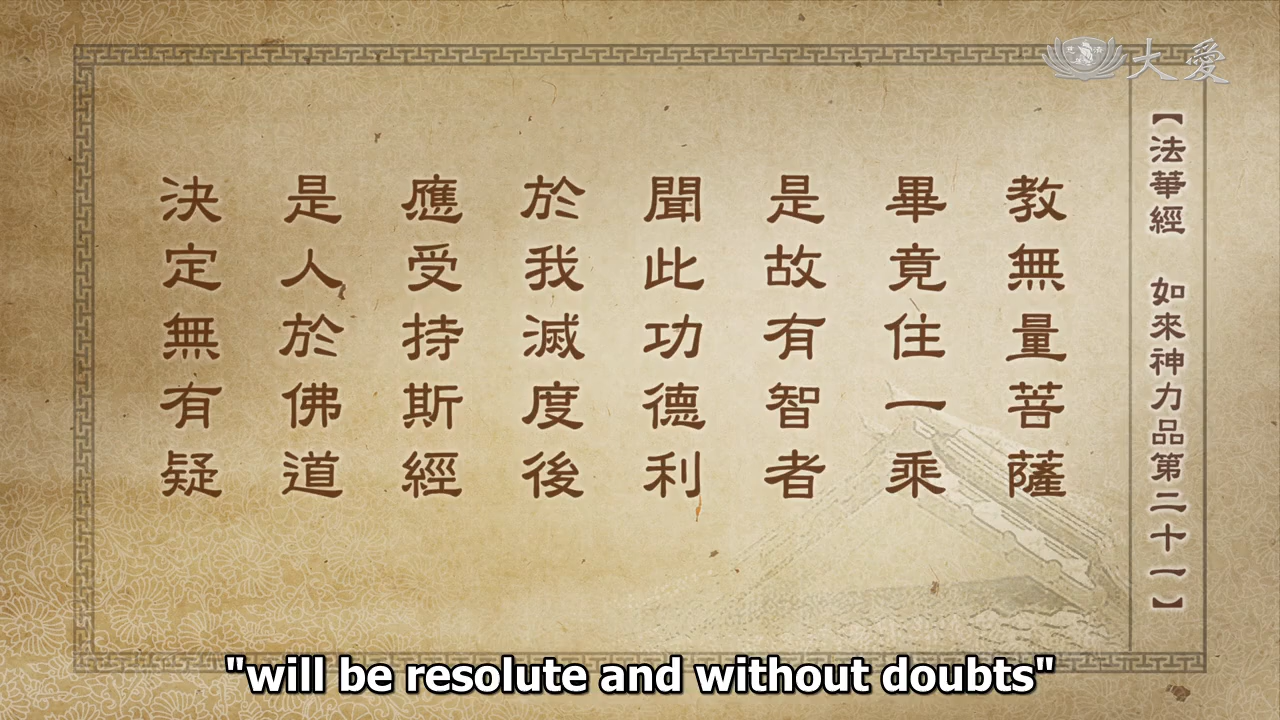 大愛
【法華經 如來神力品第二十一】
教無量菩薩
畢竟住一乘
是故有智者
聞此功德利
於我滅度後
應受持斯經
是人於佛道
決定無有疑
"will be resolute and without doubts"